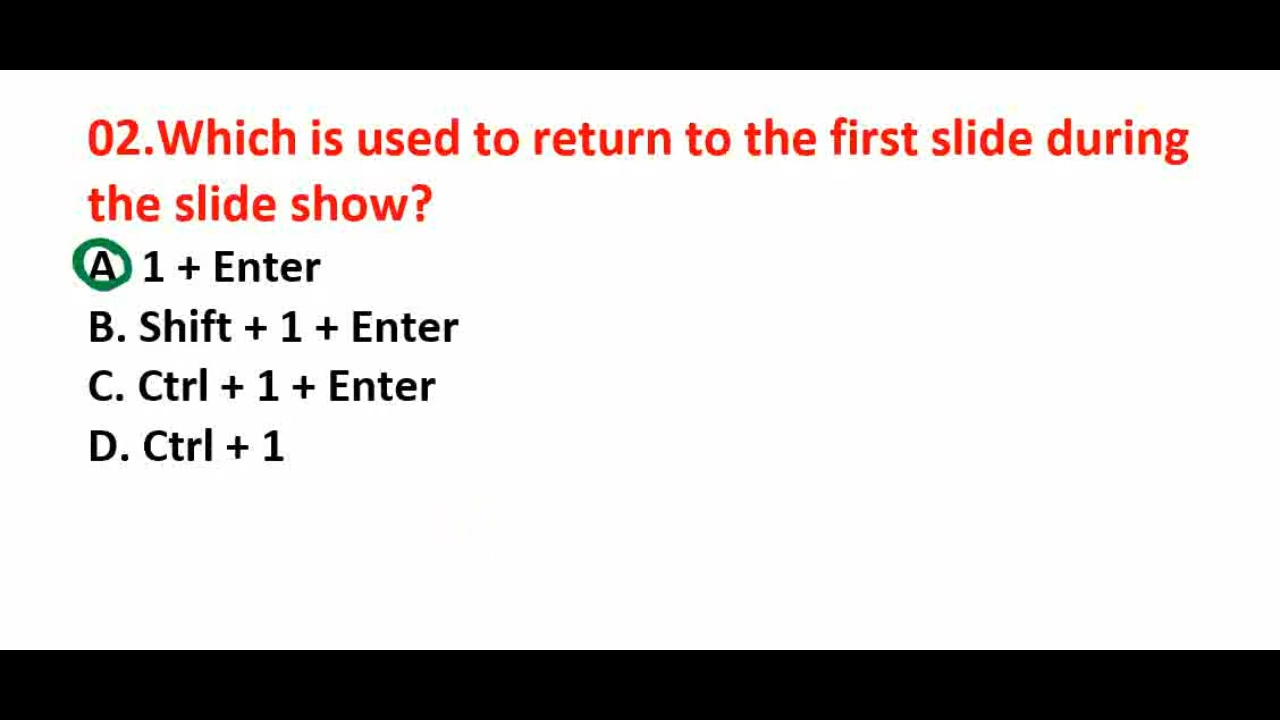 02.Which is used to return to the first slide during
the slide show?
A 1 + Enter
B. Shift + 1 + Enter
C. Ctrl + 1 + Enter
D. Ctrl + 1